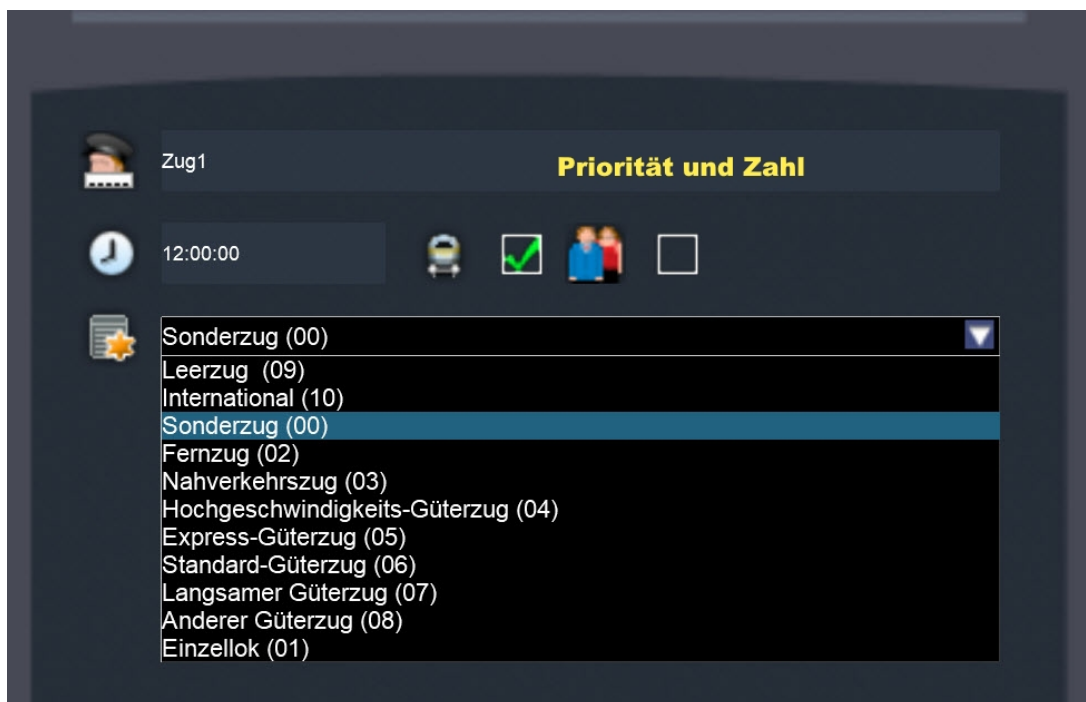 Zug1
Priorität und Zahl
12:00:00
Sonderzug (00)
Leerzug  (09)
International (10)
Sonderzug (00)
Fernzug (02)
Nahverkehrszug (03)
Hochgeschwindigkeits-Güterzug (04)
Express-Güterzug (05)
Standard-Güterzug (06)
Langsamer Güterzug (07)
Anderer Güterzug (08)
Einzellok (01)